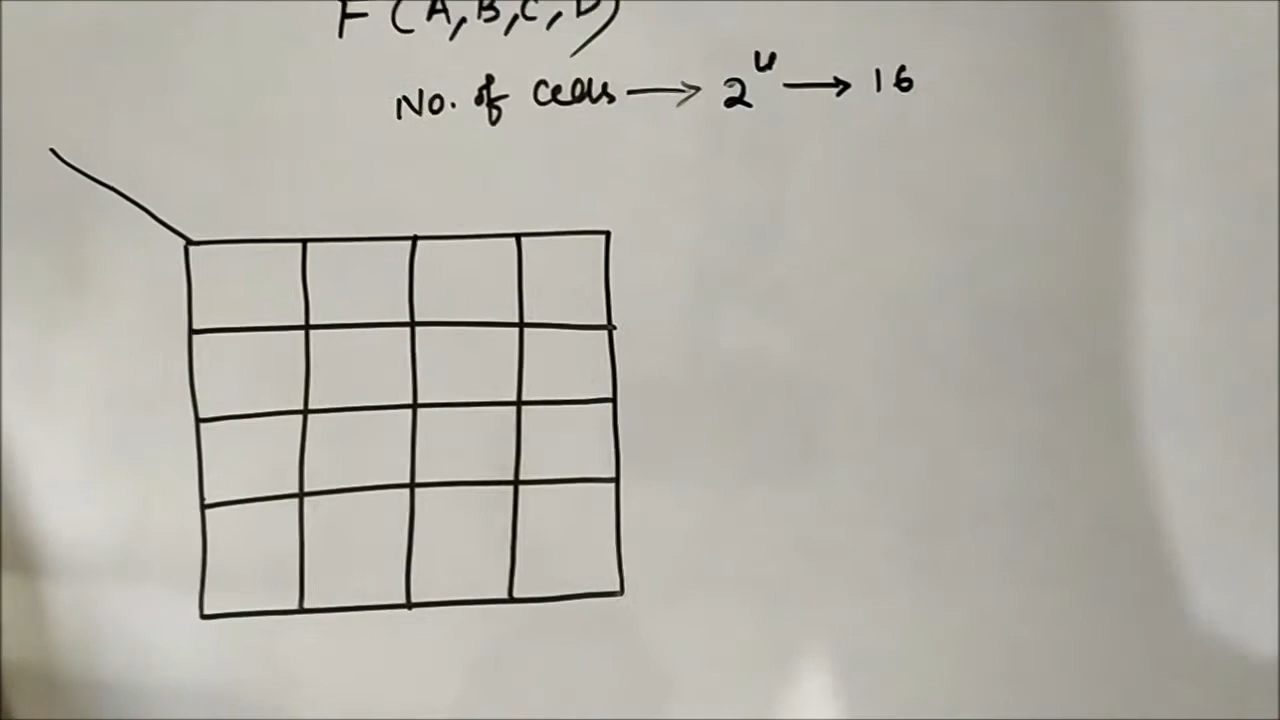 F(A,B,C,D)
No. of cells → 2⁴ → 16